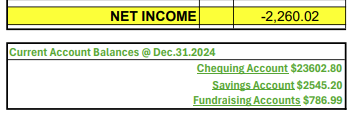 NET INCOME -2,260.02
Current Account Balances @ Dec.31.2024
Chequing Account $23602.80
Savings Account $2545.20
Fundraising Accounts $786.99